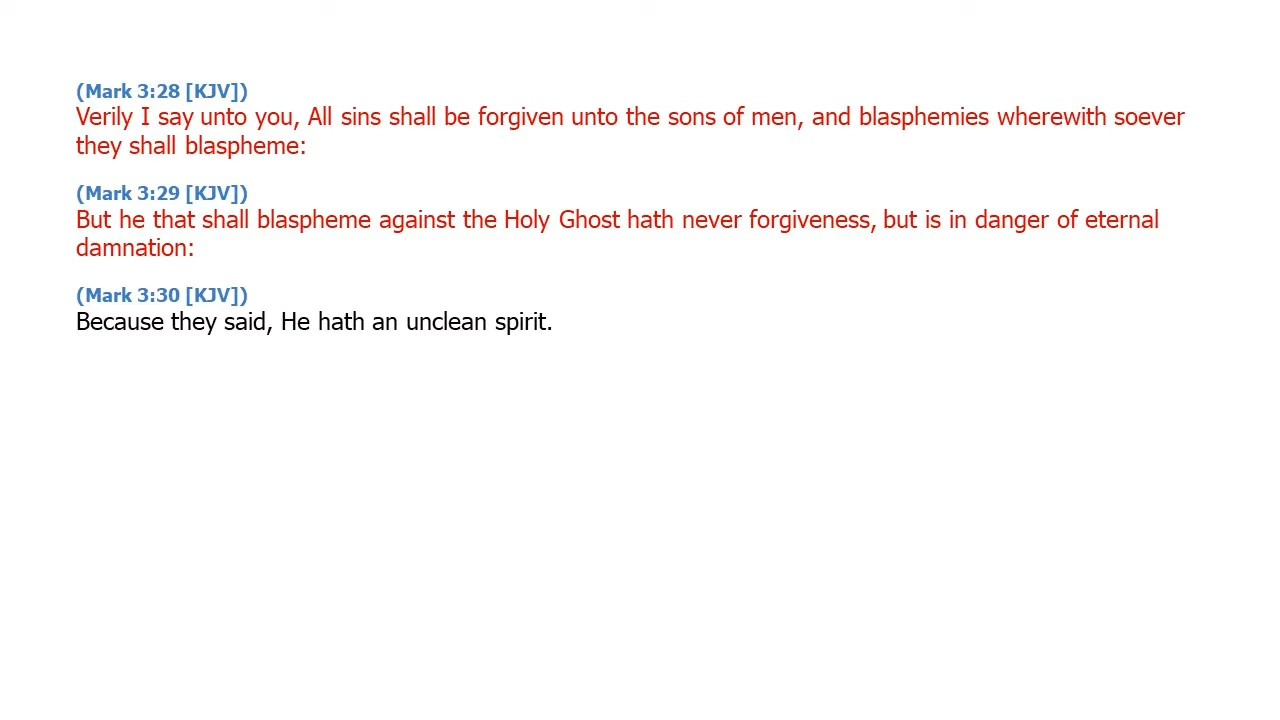 (Mark 3:28 [KJV])
Verily I say unto you, All sins shall be forgiven unto the sons of men, and blasphemies wherewith soever
they shall blaspheme:
(Mark 3:29 [KJV])
But he that shall blaspheme against the Holy Ghost hath never forgiveness, but is in danger of eternal
damnation:
(Mark 3:30 [KJV])
Because they said, He hath an unclean spirit.